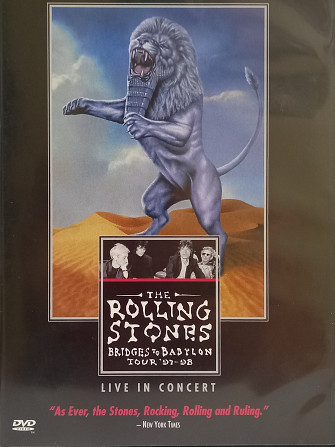 THE
ROLLING
STONES
BRIDGES TO BABYLON
TOUR '97-98
LIVE IN CONCERT
"As Ever, the Stones, Rocking, Rolling and Ruling."
– NEW YORK TIMES
DVD